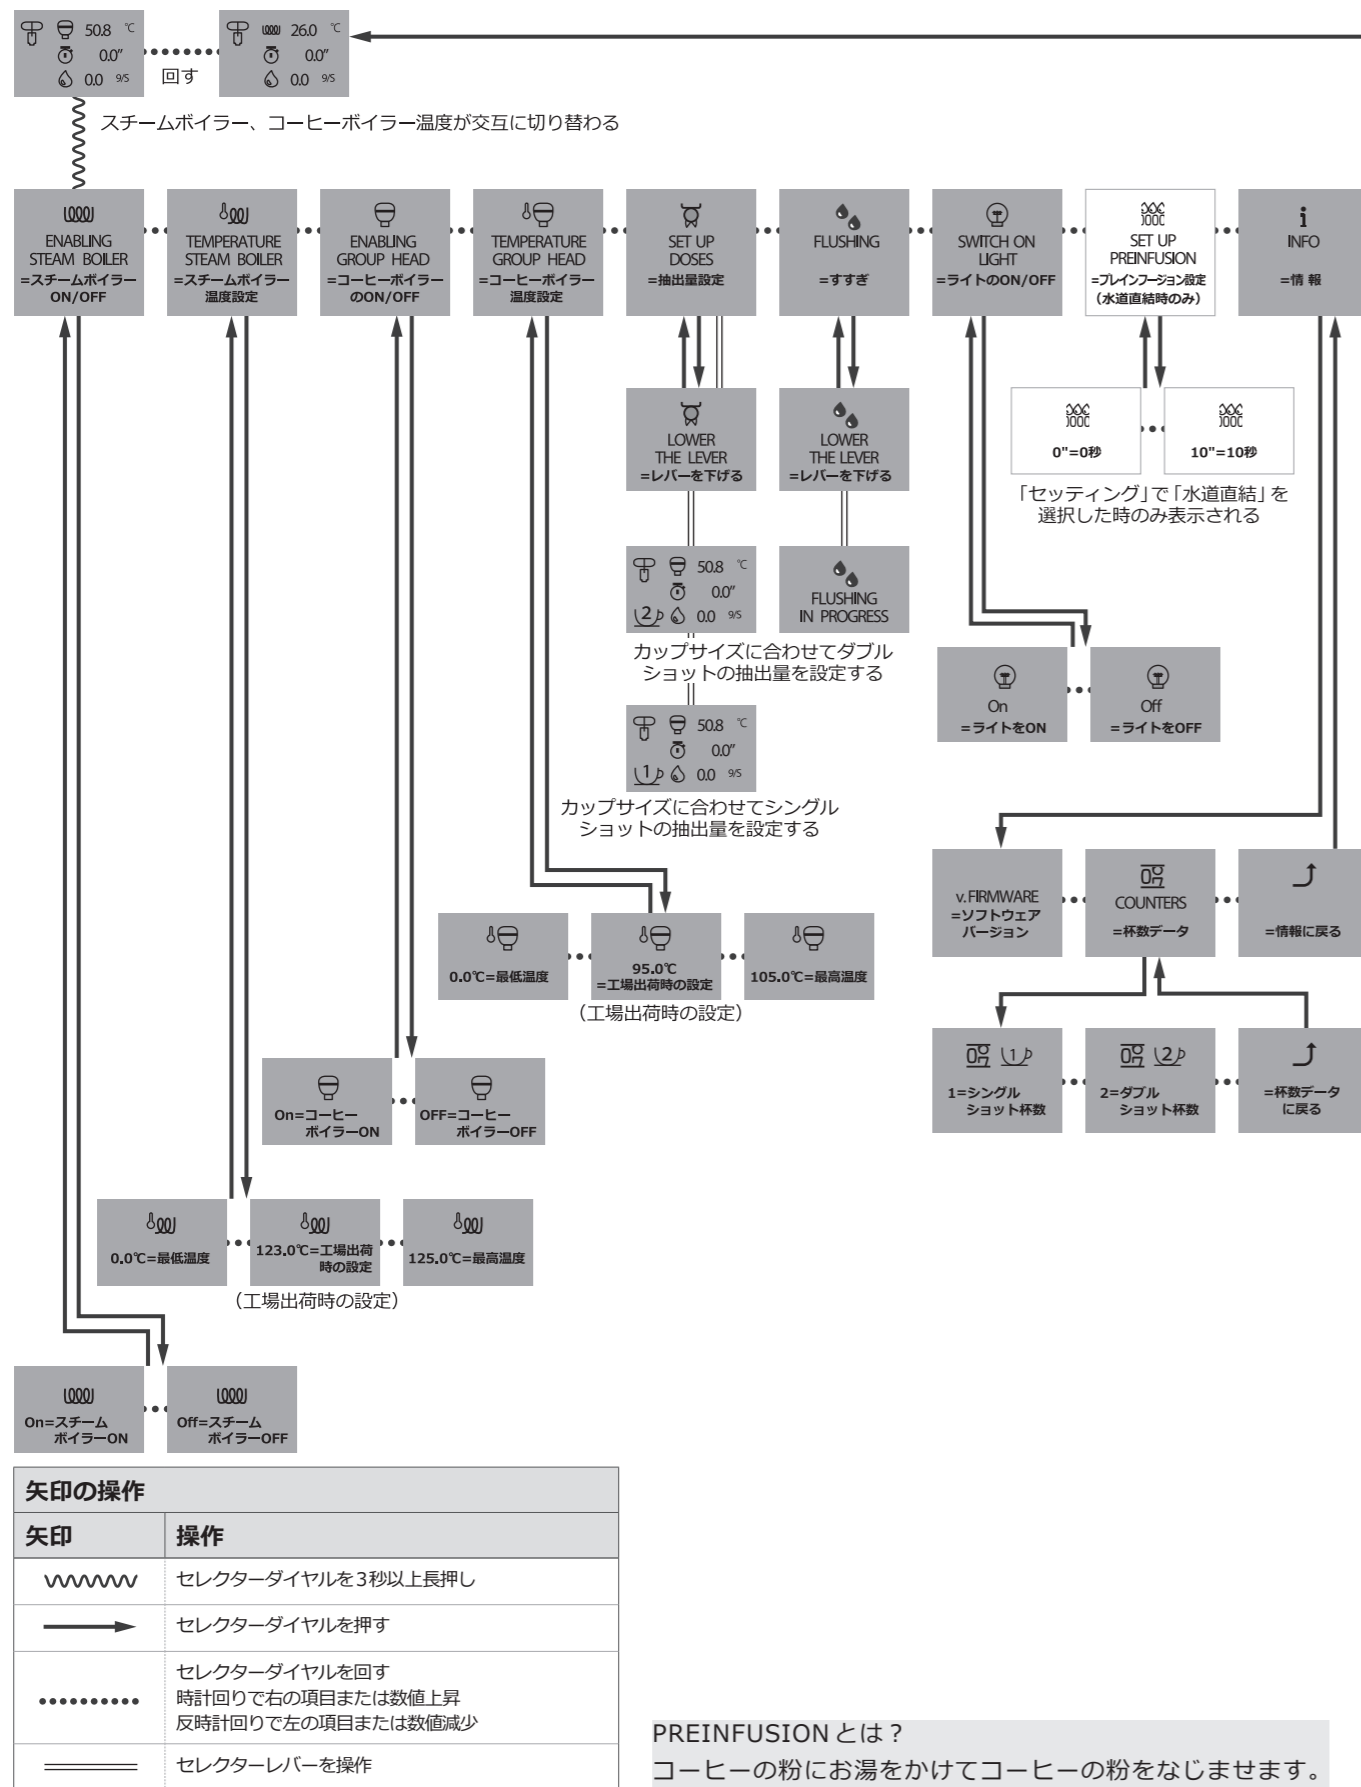 50.8 ℃
0.0"
0.0 9/S
回す
26.0 ℃
0.0"
0.0 9/S
スチームボイラー、コーヒーボイラー温度が交互に切り替わる
ENABLING
STEAM BOILER
=スチームボイラー
ON/OFF
TEMPERATURE
STEAM BOILER
=スチームボイラー
温度設定
ENABLING
GROUP HEAD
=コーヒーボイラー
のON/OFF
TEMPERATURE
GROUP HEAD
=コーヒーボイラー
温度設定
SET UP
DOSES
=抽出量設定
FLUSHING
=すすぎ
SWITCH ON
LIGHT
=ライトのON/OFF
SET UP
PREINFUSION
=プレインフージョン設定
(水道直結時のみ)
i
INFO
=情 報
LOWER
THE LEVER
=レバーを下げる
LOWER
THE LEVER
=レバーを下げる
0"=0秒
10"=10秒
「セッティング」で「水道直結」を
選択した時のみ表示される
50.8 ℃
0.0"
2 0.0 9/S
FLUSHING
IN PROGRESS
カップサイズに合わせてダブル
ショットの抽出量を設定する
50.8 ℃
0.0"
1 0.0 9/S
カップサイズに合わせてシングル
ショットの抽出量を設定する
On
=ライトをON
Off
=ライトをOFF
v.FIRMWARE
=ソフトウェア
バージョン
COUNTERS
=杯数データ
=情報に戻る
0.0℃=最低温度
95.0℃
=工場出荷時の設定
105.0℃=最高温度
(工場出荷時の設定)
1
1=シングル
ショット杯数
2
2=ダブル
ショット杯数
=杯数データ
に戻る
On=コーヒー
ボイラーON
OFF=コーヒー
ボイラーOFF
0.0℃=最低温度
123.0℃=工場出荷
時の設定
125.0℃=最高温度
(工場出荷時の設定)
On=スチーム
ボイラーON
Off=スチーム
ボイラーOFF
矢印の操作
矢印 操作
セレクターダイヤルを3秒以上長押し
セレクターダイヤルを押す
セレクターダイヤルを回す
時計回りで右の項目または数値上昇
反時計回りで左の項目または数値減少
セレクターレバーを操作
PREINFUSIONとは?
コーヒーの粉にお湯をかけてコーヒーの粉をなじませます。